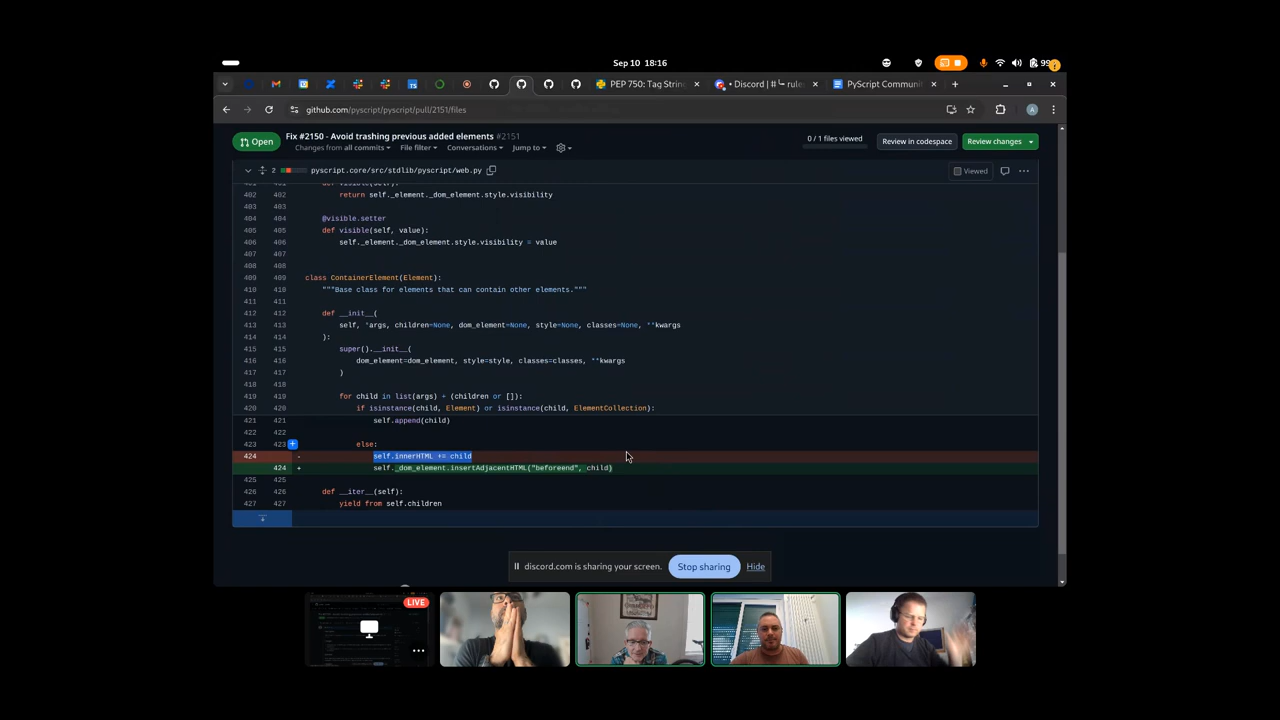 Sep 10 18:16
PEP 750: Tag Strin
• Discord | #
rule
PyScript Commun
github.com/pyscript/pyscript/pull/2151/files
A
Open
Fix #2150 - Avoid trashing previous added elements #2151
Changes from all commits
File filter
Conversations
Jump to
0 / 1 files viewed
Review in codespace
Review changes
2
pyscript.core/src/stdlib/pyscript/web.py
Viewed
402 402 return self._element._dom_element.style.visibility
403 403
404 404 @visible.setter
405 405 def visible(self, value):
406 406 self._element._dom_element.style.visibility = value
407 407
408 408
409 409 class ContainerElement(Element):
410 410 """Base class for elements that can contain other elements."""
411 411
412 412 def __init__(
413 413 self, *args, children=None, dom_element=None, style=None, classes=None, **kwargs
414 414 ):
415 415 super().__init__(
416 416 dom_element=dom_element, style=style, classes=classes, **kwargs
417 417 )
418 418
419 419 for child in list(args) + (children or []):
420 420 if isinstance(child, Element) or isinstance(child, ElementCollection):
421 421 self.append(child)
422 422
423 423 else:
424 - self.innerHTML += child
424 + self._dom_element.insertAdjacentHTML("beforeend", child)
425 425
426 426 def __iter__(self):
427 427 yield from self.children
discord.com is sharing your screen.
Stop sharing
Hide
LIVE